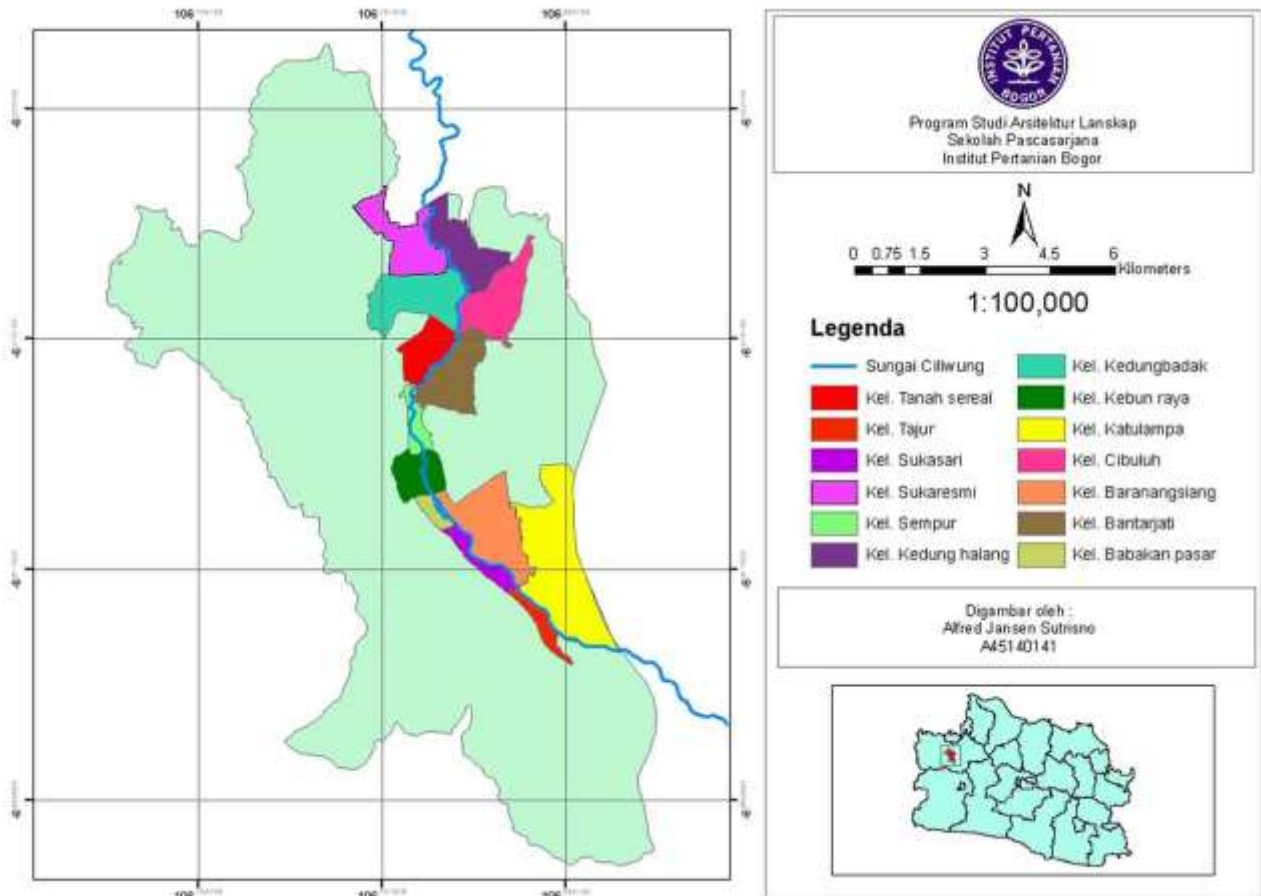 INSTITUT PERTANIAN
BOGOR
Program Studi Arsitektur Lanskap
Sekolah Pascasarjana
Institut Pertanian Bogor
N
0 0.75 1.5 3 4.5 6
Kilometers
1:100,000
Legenda
Sungai Ciliwung
Kel. Tanah sereal
Kel. Tajur
Kel. Sukasari
Kel. Sukaresmi
Kel. Sempur
Kel. Kedung halang
Kel. Kedungbadak
Kel. Kebun raya
Kel. Katulampa
Kel. Cibuluh
Kel. Baranangsiang
Kel. Bantarjati
Kel. Babakan pasar
Digambar oleh :
Alfred Jansen Sutrisno
A45140141